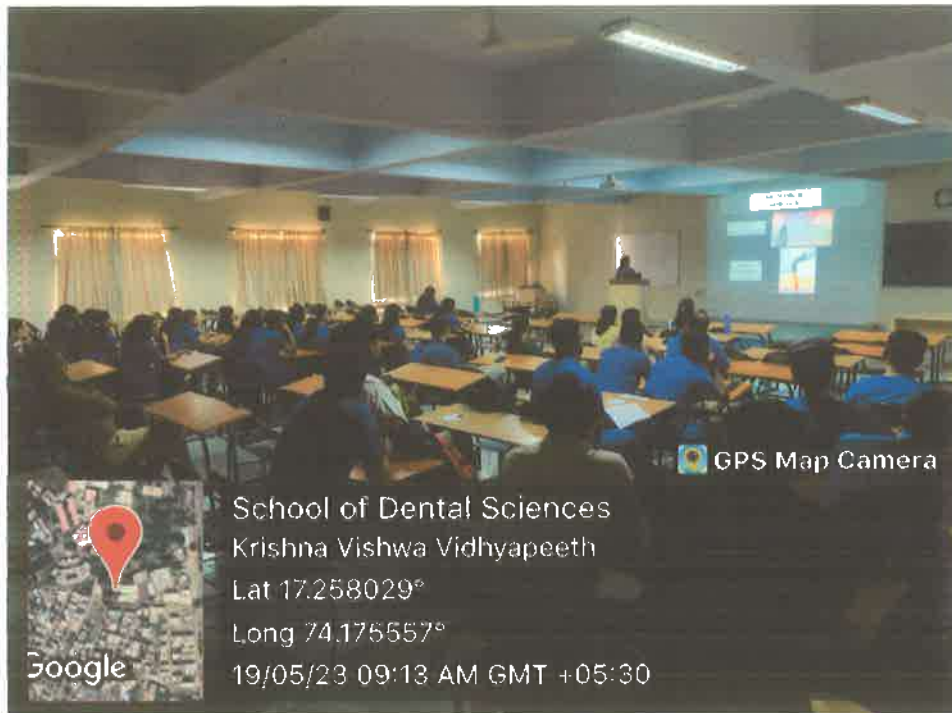 GPS Map Camera
School of Dental Sciences
Krishna Vishwa Vidhyapeeth
Lat 17.258029°
Long 74.175557°
19/05/23 09:13 AM GMT +05:30
Google